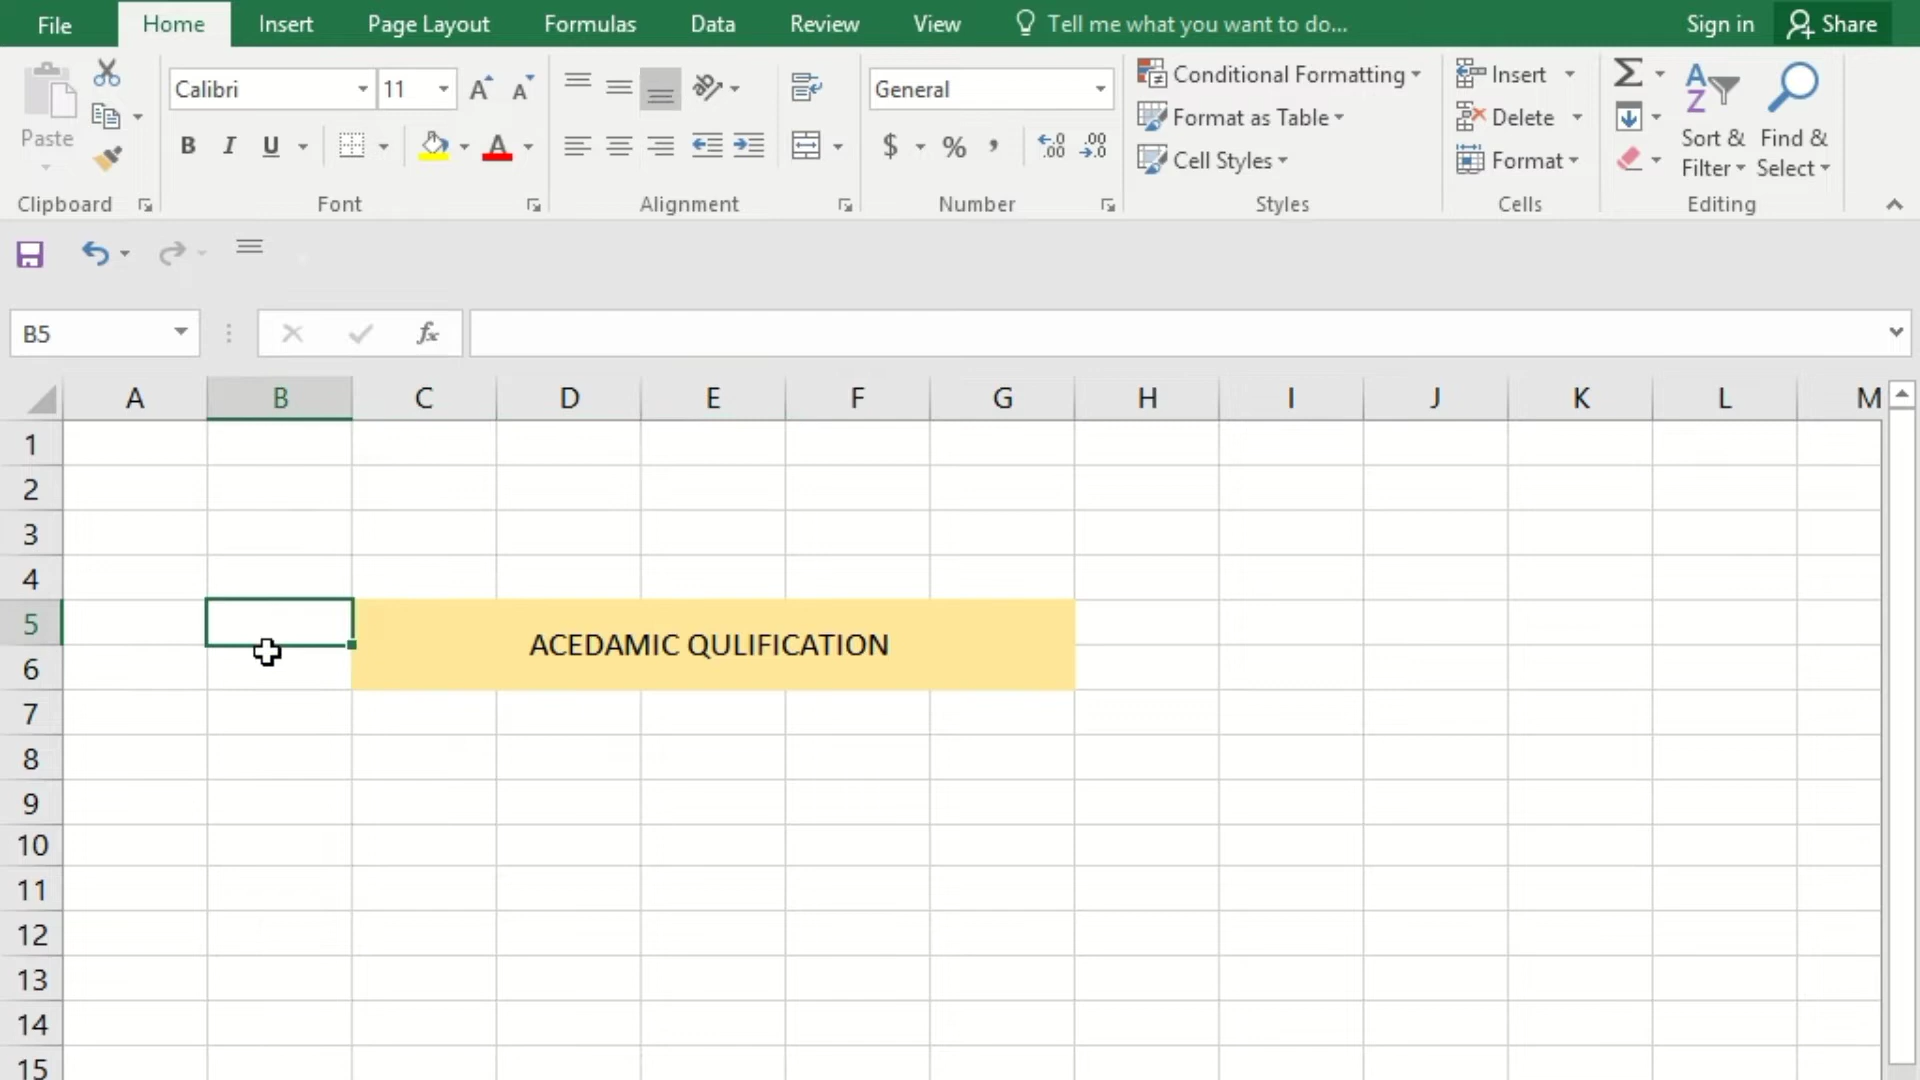 File Home Insert Page Layout Formulas Data Review View Tell me what you want to do... Sign in Share
Calibri 11 General Conditional Formatting Insert
Paste Format as Table Delete Sort & Find &
B I U $ % , Cell Styles Format Filter Select
Clipboard Font Alignment Number Styles Cells Editing
B5 fx
A B C D E F G H I J K L M
1
2
3
4
5
ACEDAMIC QULIFICATION
6
7
8
9
10
11
12
13
14
15